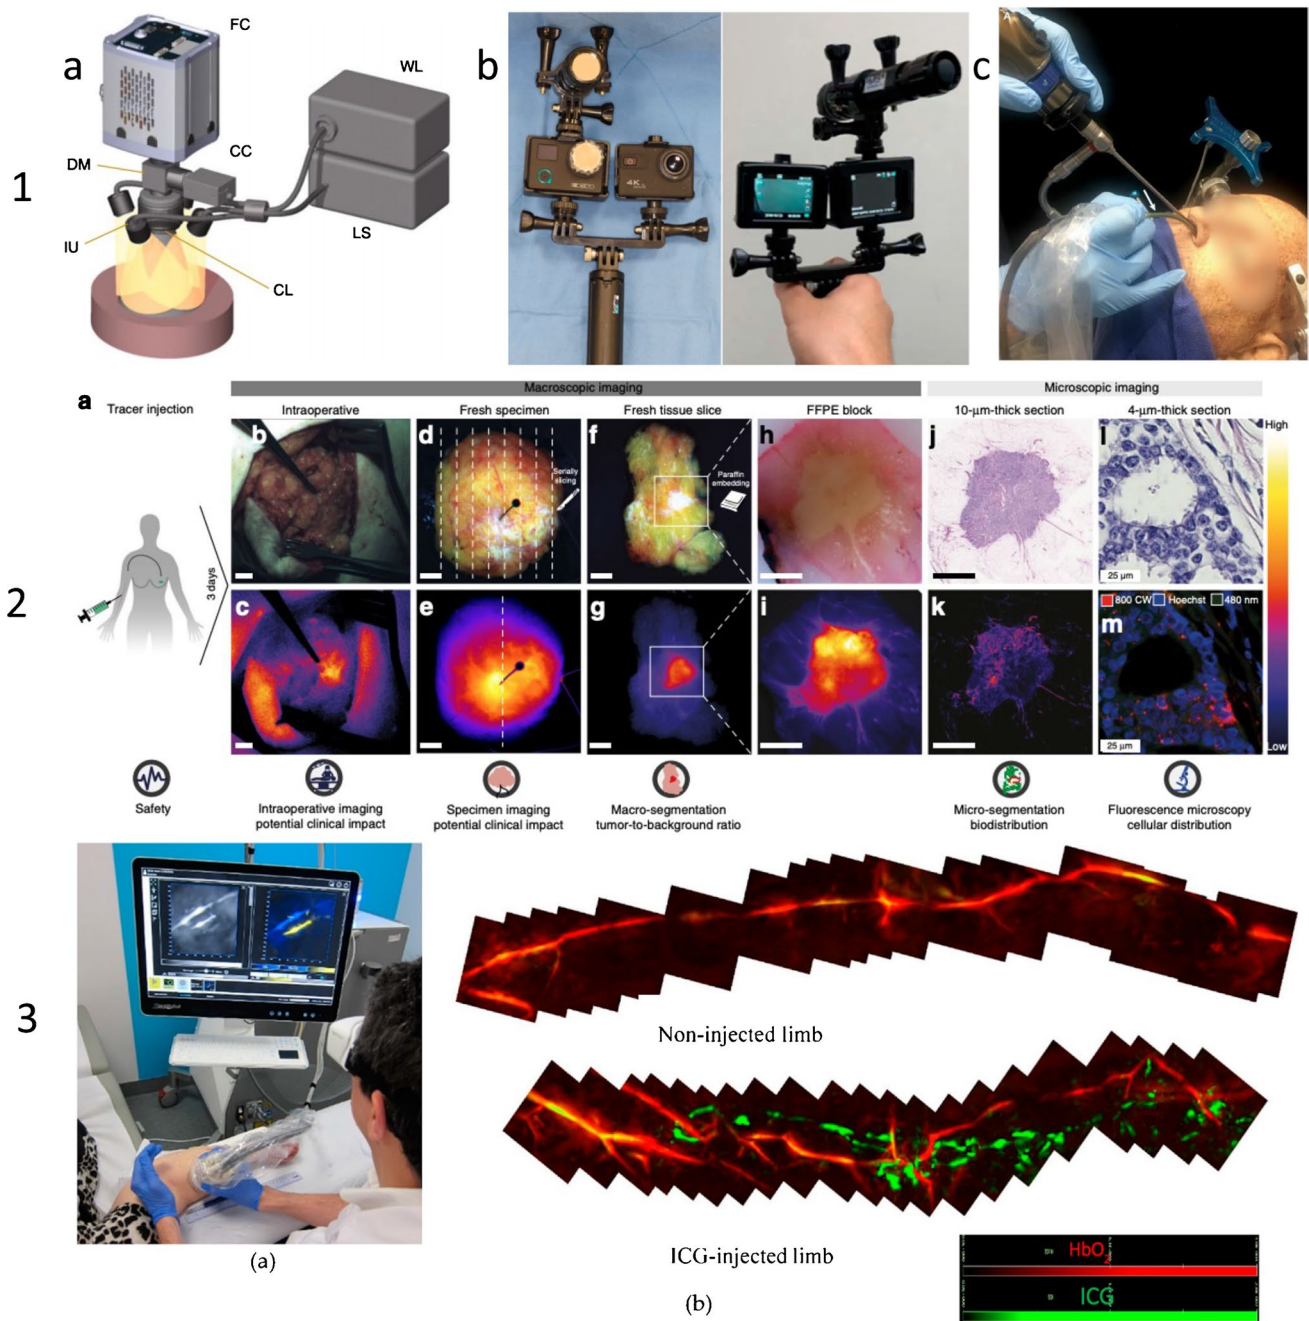 1
a
FC
WL
DM
CC
IU
LS
CL
b
4K
c
2
a
Tracer injection
3 days
Macroscopic imaging
Microscopic imaging
Intraoperative
Fresh specimen
Fresh tissue slice
FFPE block
10-μm-thick section
4-μm-thick section
b
d
Serially
slicing
f
Paraffin
embedding
h
j
l
25 μm
High
c
e
g
i
k
800 CW
Hoechst
480 nm
m
25 μm
Low
Safety
Intraoperative imaging
potential clinical impact
Specimen imaging
potential clinical impact
Macro-segmentation
tumor-to-background ratio
Micro-segmentation
biodistribution
Fluorescence microscopy
cellular distribution
3
(a)
Non-injected limb
ICG-injected limb
HbO2
ICG
(b)